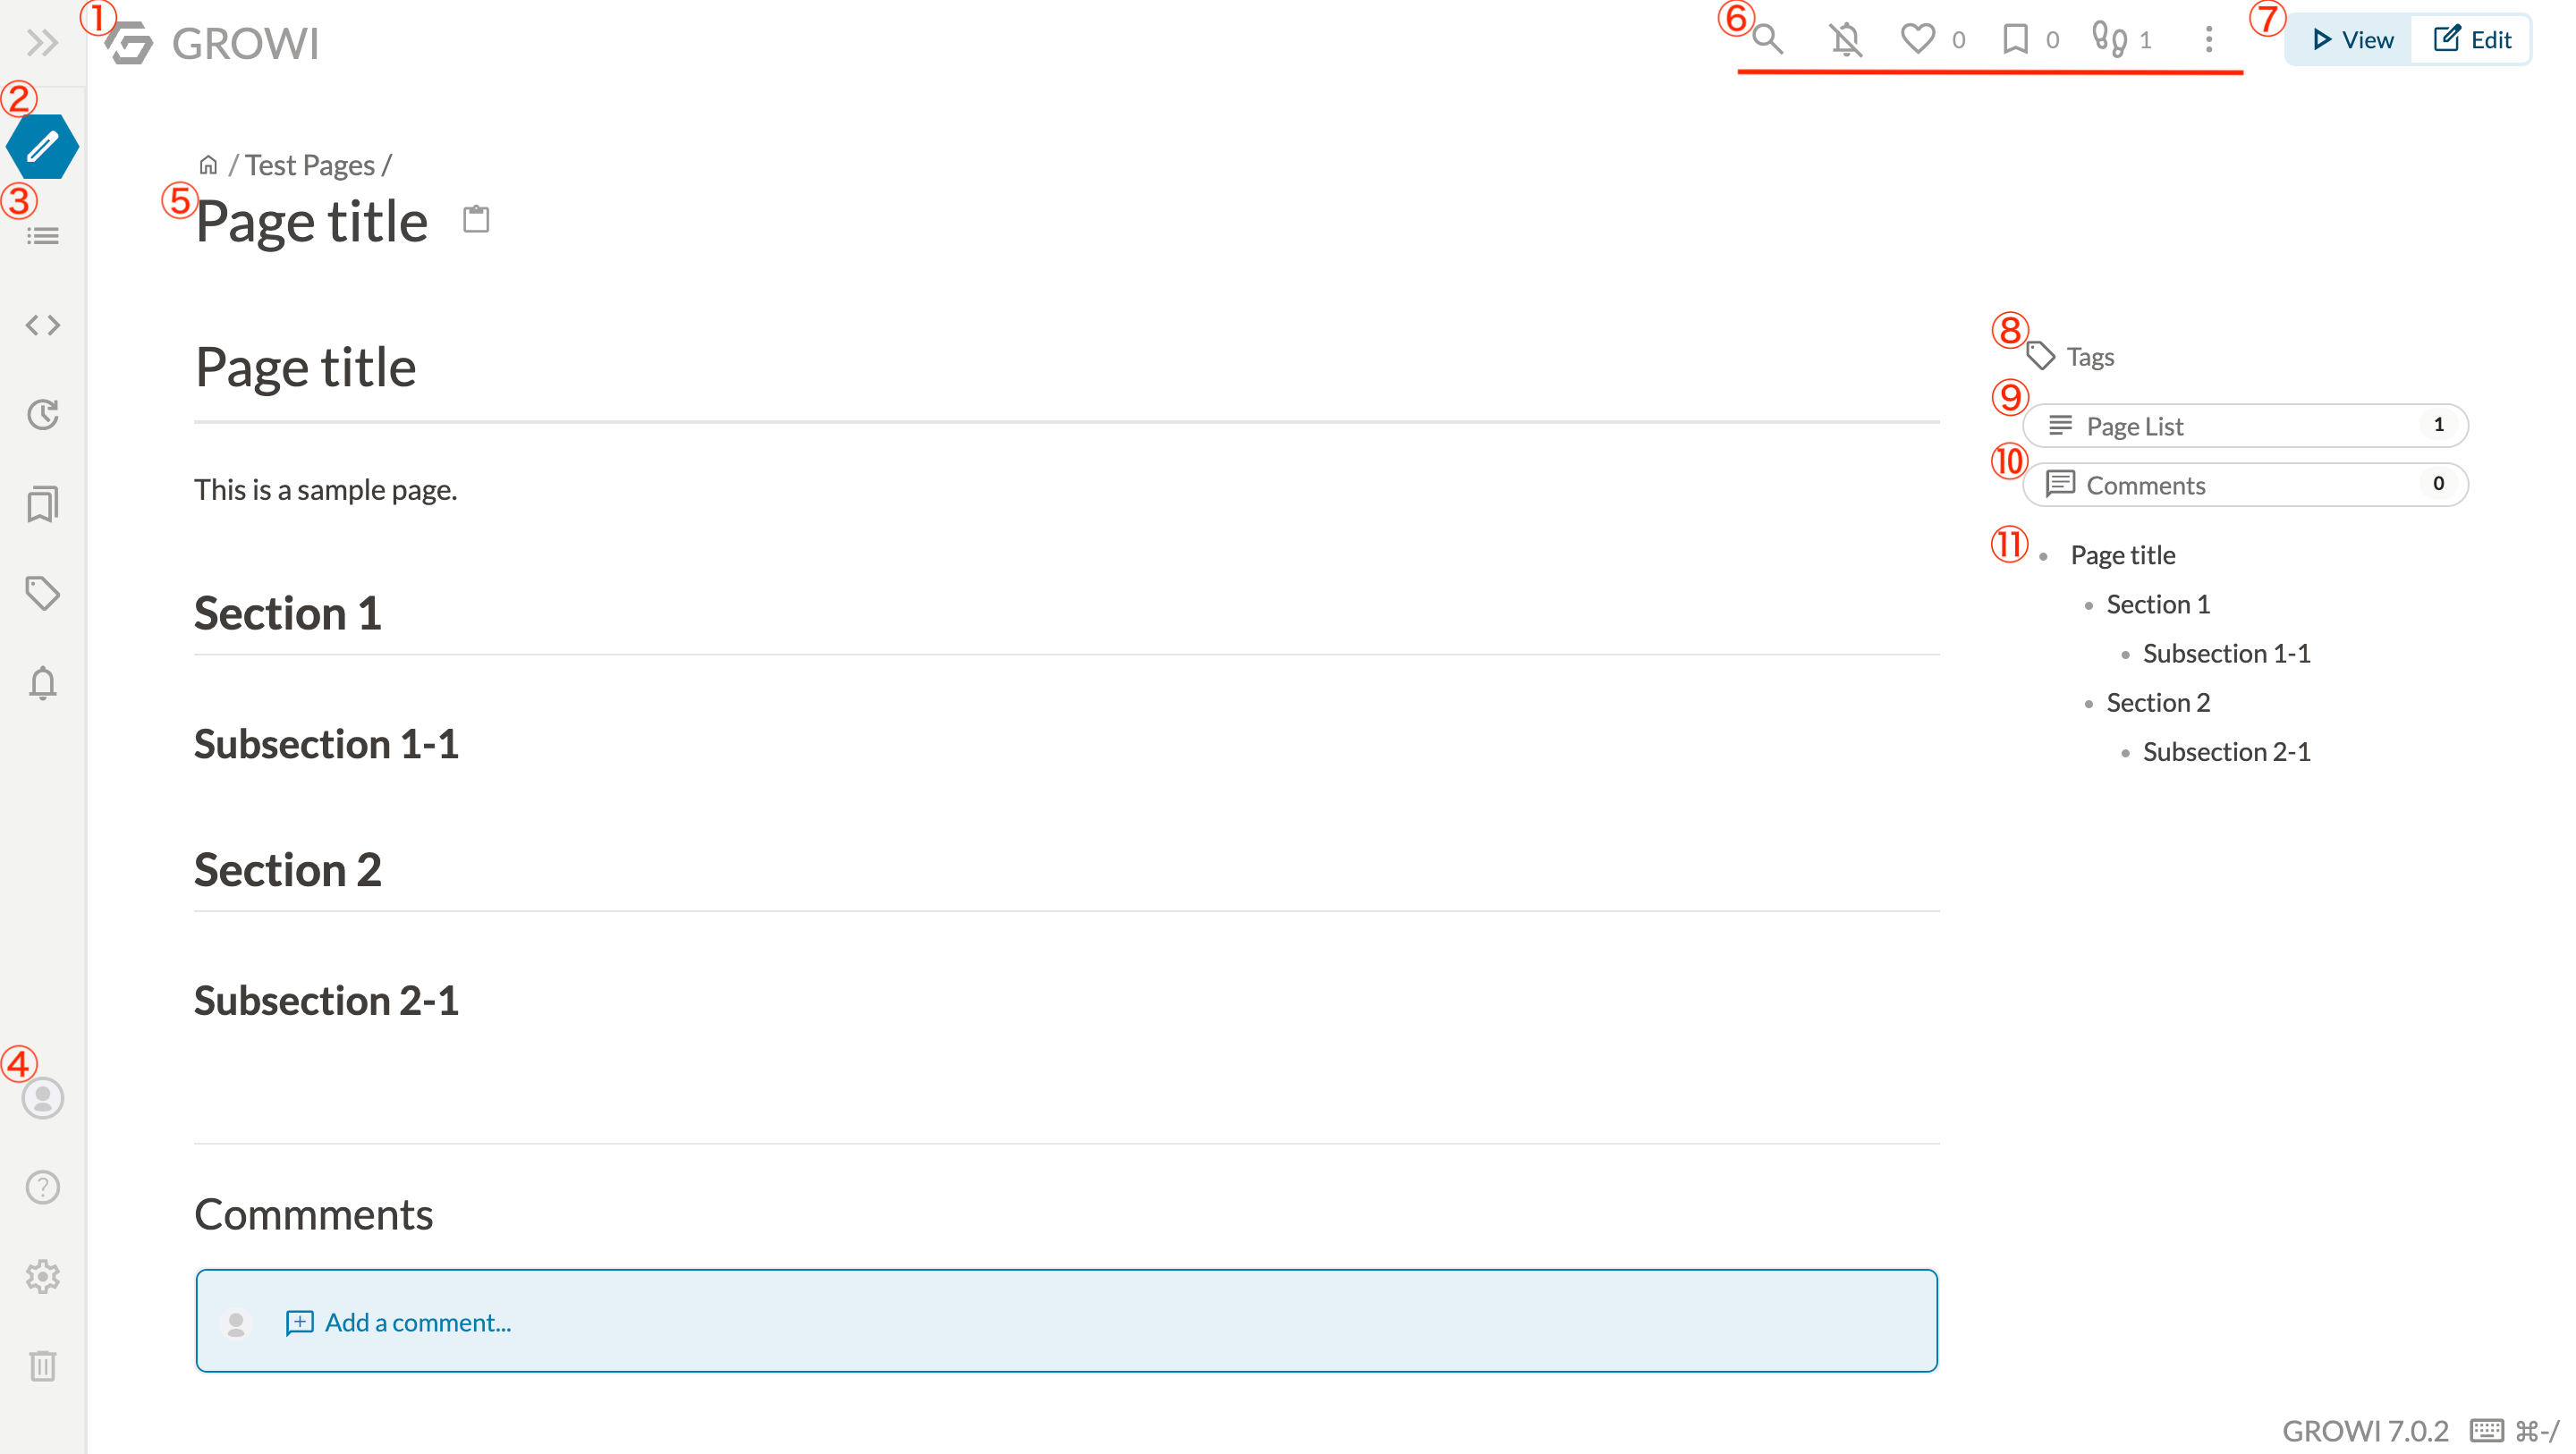 ① GROWI ⑥ 0 0 1 ⑦ View Edit
②
/ Test Pages /
③
⑤ Page title
Page title
⑧ Tags
⑨ Page List 1
This is a sample page.
⑩ Comments 0
⑪ Page title
Section 1
Section 1
Subsection 1-1
Section 2
Subsection 1-1
Subsection 2-1
Section 2
Subsection 2-1
④
?
Commments
Add a comment...
GROWI 7.0.2 ⌘-/